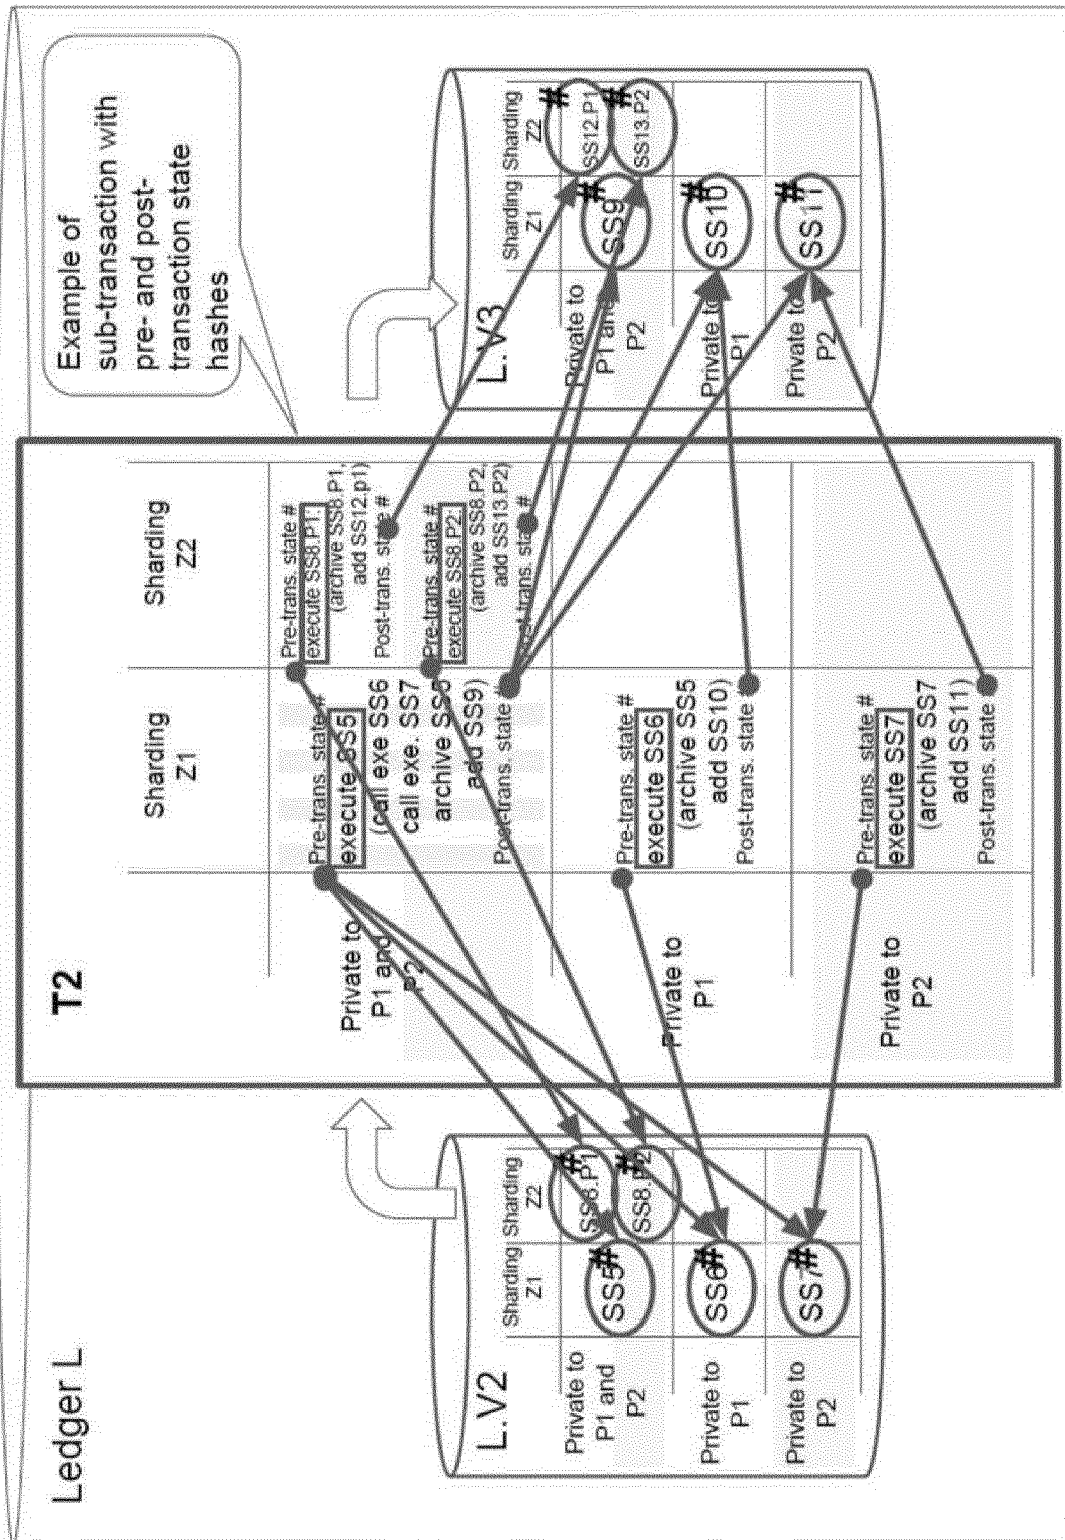 Ledger L
Example of
sub-transaction with
pre- and post-
transaction state
hashes
L.V2
Sharding
Z1
Sharding
Z2
Private to
P1 and
P2
#
SS5
#
SS8.P1
#
SS8.P2
Private to
P1
#
SS6
Private to
P2
#
SS7
T2
Sharding
Z1
Sharding
Z2
Private to
P1 and
P2
Pre-trans. state #
execute SS5
(call exe SS6
call exe. SS7
archive SS5
add SS9)
Post-trans. state #
Pre-trans. state #
execute SS8.P1:
(archive SS8.P1,
add SS12.p1)
Post-trans. state #
Pre-trans. state #
execute SS8.P2:
(archive SS8.P2,
add SS13.P2)
Post-trans. state #
Private to
P1
Pre-trans. state #
execute SS6
(archive SS5
add SS10)
Post-trans. state #
Private to
P2
Pre-trans. state #
execute SS7
(archive SS7
add SS11)
Post-trans. state #
L.V3
Sharding
Z1
Sharding
Z2
Private to
P1 and
P2
#
SS9
#
SS12.P1
#
SS13.P2
Private to
P1
#
SS10
Private to
P2
#
SS11